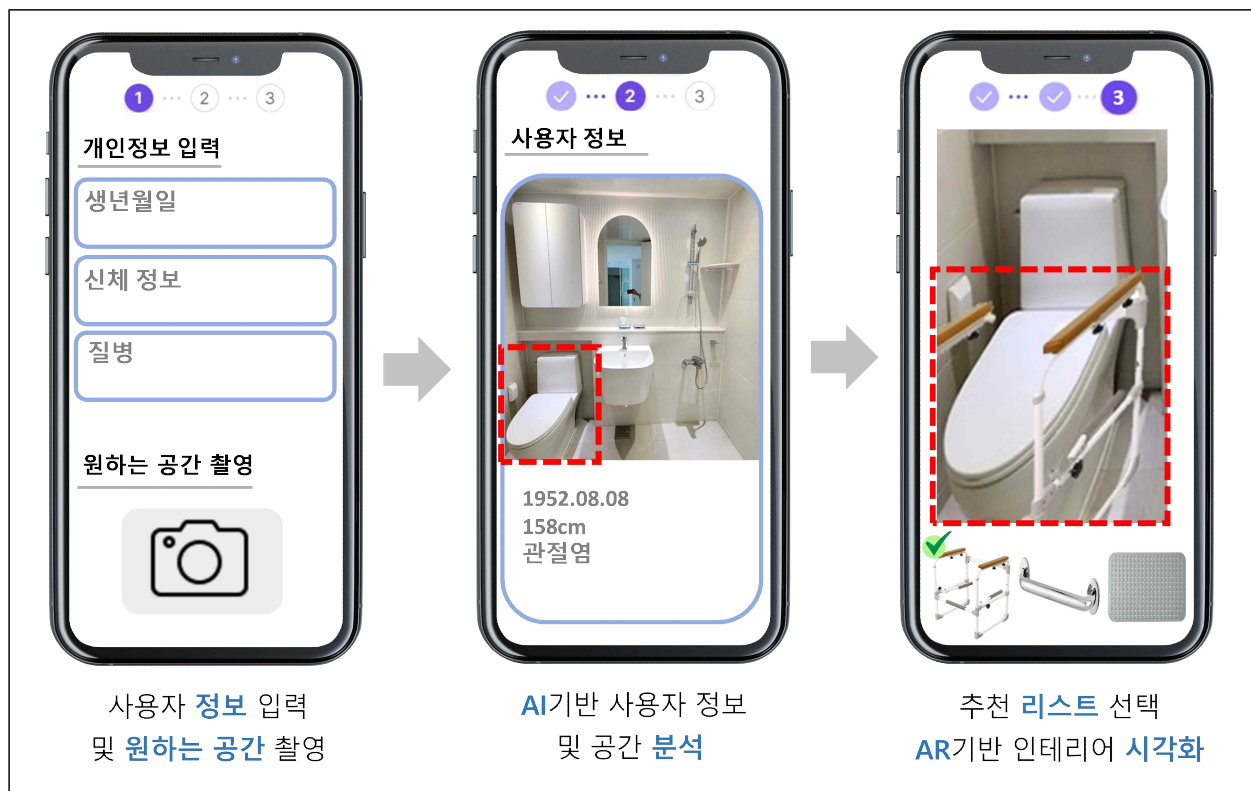 1 ... 2 ... 3
개인정보 입력
생년월일
신체 정보
질병
원하는 공간 촬영
사용자 정보 입력
및 원하는 공간 촬영
2 ... 3
사용자 정보
1952.08.08
158cm
관절염
AI기반 사용자 정보
및 공간 분석
3
추천 리스트 선택
AR기반 인테리어 시각화